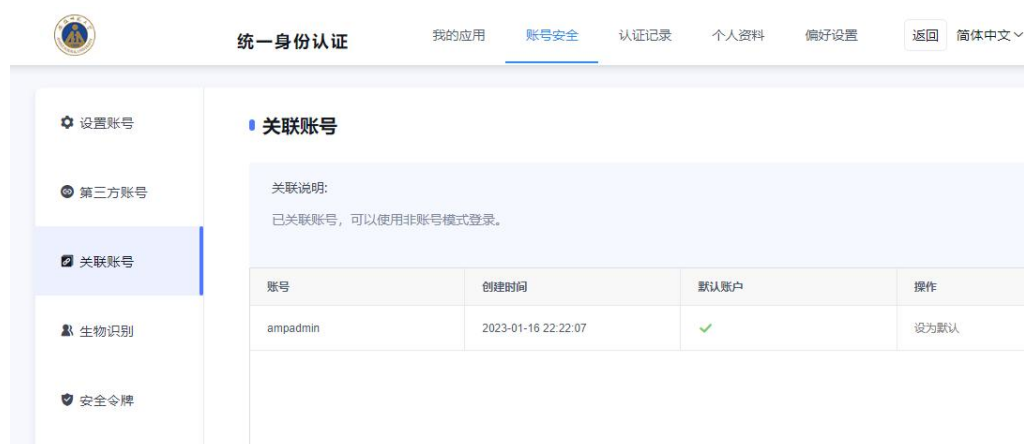 统一身份认证
我的应用 账号安全 认证记录 个人资料 偏好设置 返回 简体中文
设置账号
第三方账号
关联账号
生物识别
安全令牌
关联账号
关联说明:
已关联账号，可以使用非账号模式登录。
账号 创建时间 默认账户 操作
ampadmin 2023-01-16 22:22:07 设为默认